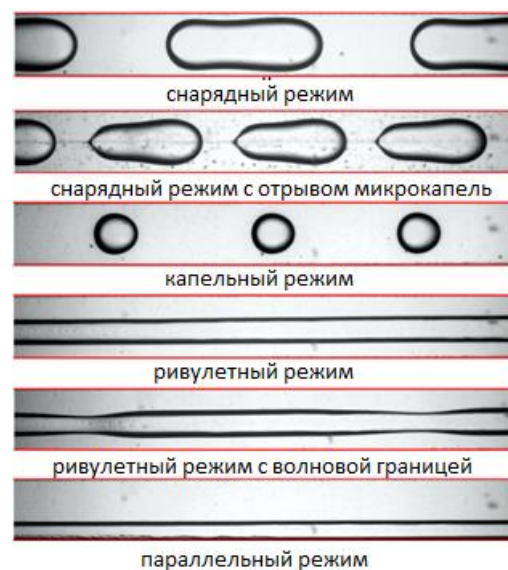 снарядный режим
снарядный режим с отрывом микрокапель
капельный режим
ривулетный режим
ривулетный режим с волновой границей
параллельный режим